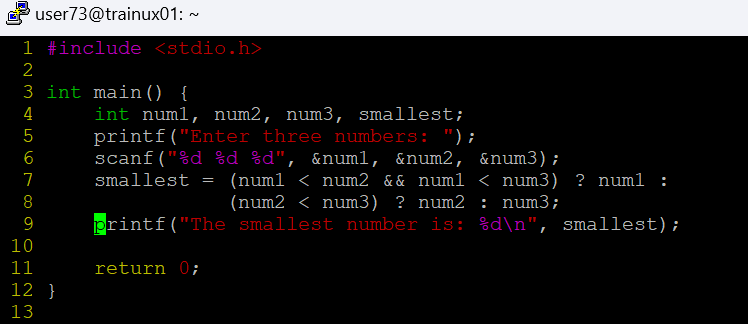 user73@trainux01: ~
1 #include <stdio.h>
2
3 int main() {
4     int num1, num2, num3, smallest;
5     printf("Enter three numbers: ");
6     scanf("%d %d %d", &num1, &num2, &num3);
7     smallest = (num1 < num2 && num1 < num3) ? num1 :
8                (num2 < num3) ? num2 : num3;
9     printf("The smallest number is: %d\n", smallest);
10
11     return 0;
12 }
13